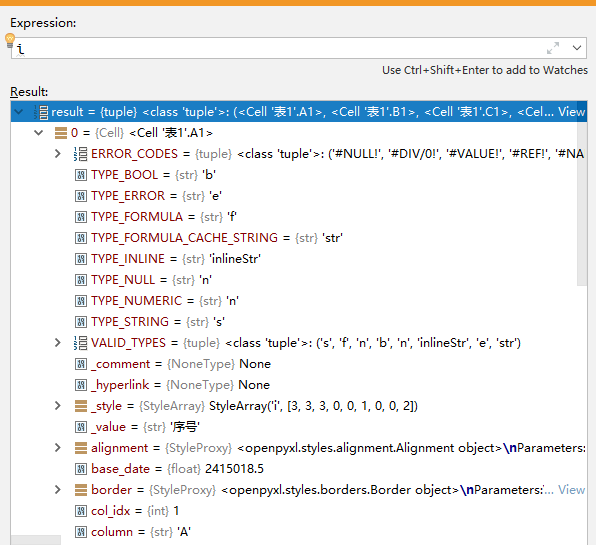 Expression:
i
Use Ctrl+Shift+Enter to add to Watches
Result:
result = {tuple} <class 'tuple'>: (<Cell '表1'.A1>, <Cell '表1'.B1>, <Cell '表1'.C1>, <Cel... View
0 = {Cell} <Cell '表1'.A1>
ERROR_CODES = {tuple} <class 'tuple'>: ('#NULL!', '#DIV/0!', '#VALUE!', '#REF!', '#NA
TYPE_BOOL = {str} 'b'
TYPE_ERROR = {str} 'e'
TYPE_FORMULA = {str} 'f'
TYPE_FORMULA_CACHE_STRING = {str} 'str'
TYPE_INLINE = {str} 'inlineStr'
TYPE_NULL = {str} 'n'
TYPE_NUMERIC = {str} 'n'
TYPE_STRING = {str} 's'
VALID_TYPES = {tuple} <class 'tuple'>: ('s', 'f', 'n', 'b', 'n', 'inlineStr', 'e', 'str')
_comment = {NoneType} None
_hyperlink = {NoneType} None
_style = {StyleArray} StyleArray('i', [3, 3, 3, 0, 0, 1, 0, 0, 2])
_value = {str} '序号'
alignment = {StyleProxy} <openpyxl.styles.alignment.Alignment object>\nParameters:
base_date = {float} 2415018.5
border = {StyleProxy} <openpyxl.styles.borders.Border object>\nParameters:'... View
col_idx = {int} 1
column = {str} 'A'